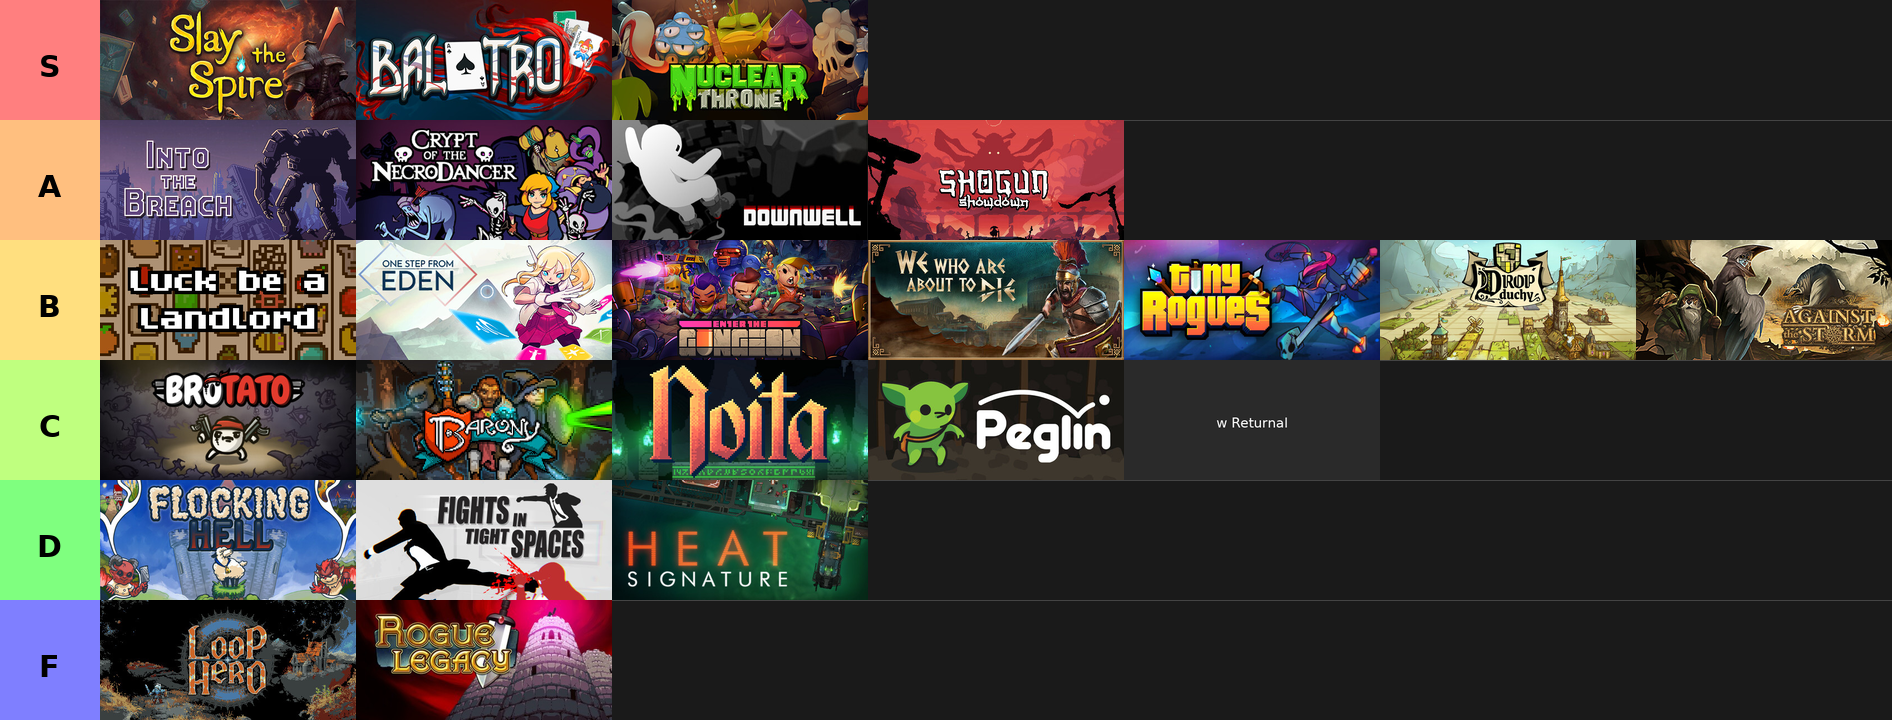 S
Slay the Spire
BALATRO
NUCLEAR THRONE
A
INTO THE BREACH
CRYPT OF THE NECRODANCER
DOWNWELL
SHOGUN Showdown
B
Luck be a Landlord
ONE STEP FROM EDEN
ENTER THE GUNGEON
WE WHO ARE ABOUT TO DIE
tiny Rogues
DROP duchy
AGAINST the STORM
C
BROTATO
BARONY
Noita
Peglin
w Returnal
D
FLOCKING HELL
FIGHTS IN TIGHT SPACES
HEAT SIGNATURE
F
LOOP HERO
ROGUE LEGACY